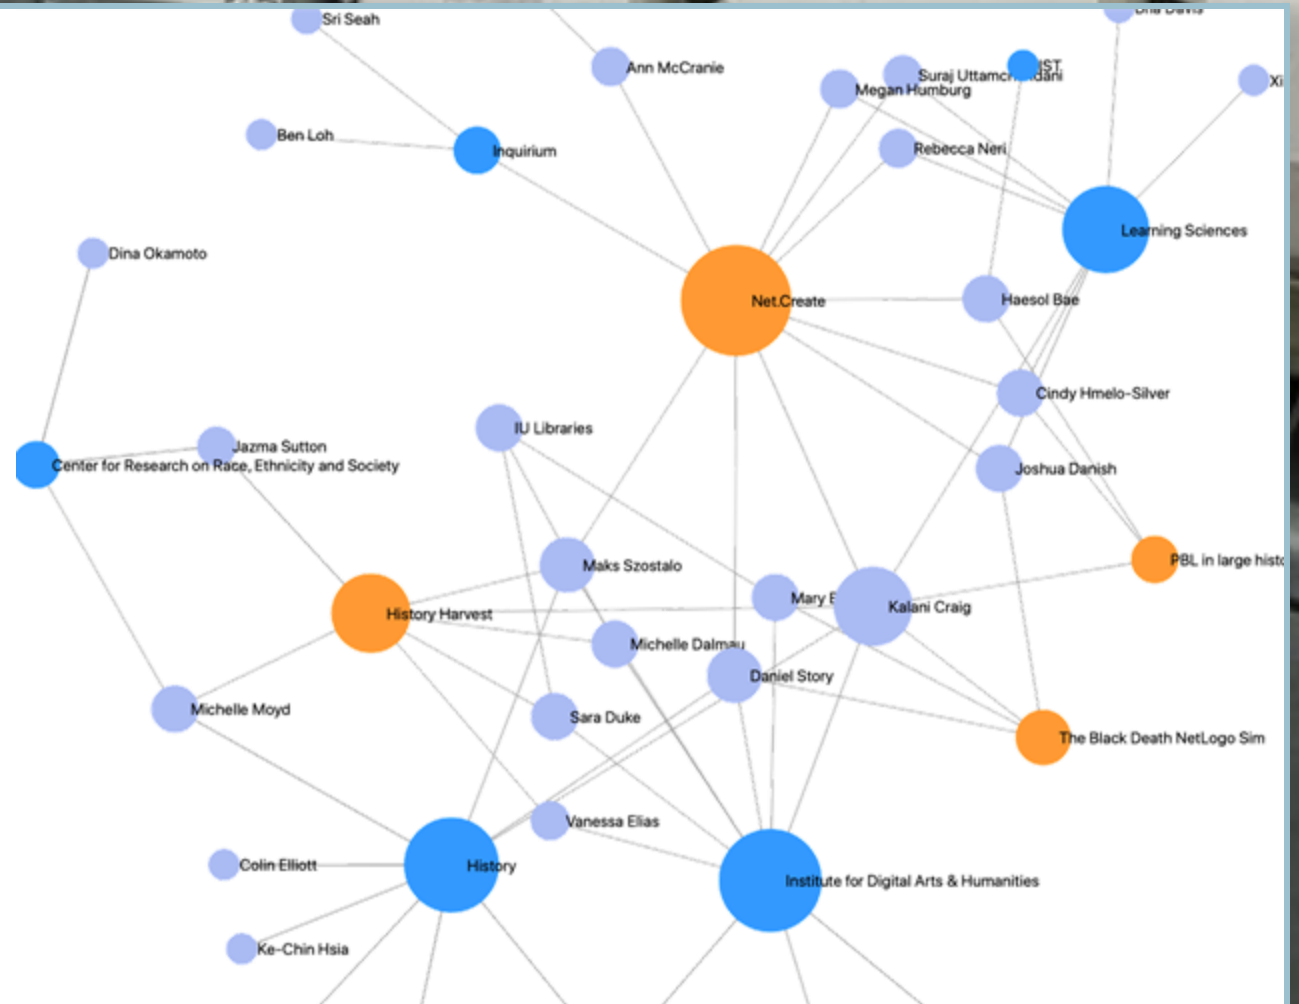 Sri Seah
Ann McCranie
IST
Suraj Uttamchandani
Megan Humburg
Xi
Ben Loh
Inquirium
Rebecca Neri
Learning Sciences
Dina Okamoto
Net.Create
Haesol Bae
Cindy Hmelo-Silver
IU Libraries
Jazma Sutton
Center for Research on Race, Ethnicity and Society
Joshua Danish
Maks Szostalo
PBL in large histo
Mary E
Kalani Craig
History Harvest
Michelle Dalmau
Daniel Story
Michelle Moyd
Sara Duke
The Black Death NetLogo Sim
Vanessa Elias
Colin Elliott
History
Institute for Digital Arts & Humanities
Ke-Chin Hsia